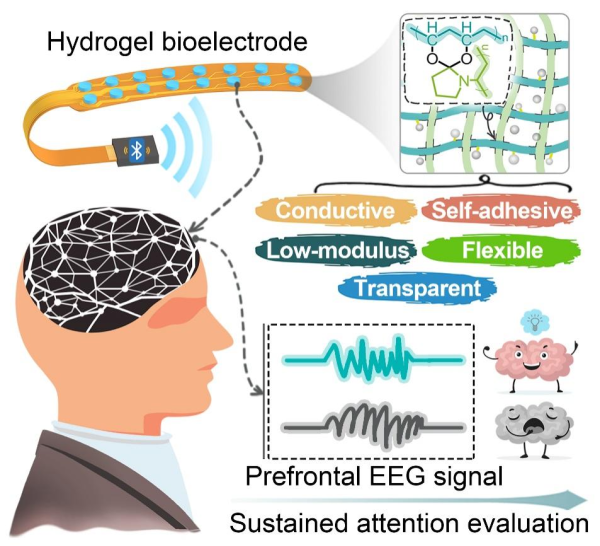 Hydrogel bioelectrode
n
H H
O O
N
n
Conductive
Self-adhesive
Low-modulus
Flexible
Transparent
Prefrontal EEG signal
Sustained attention evaluation